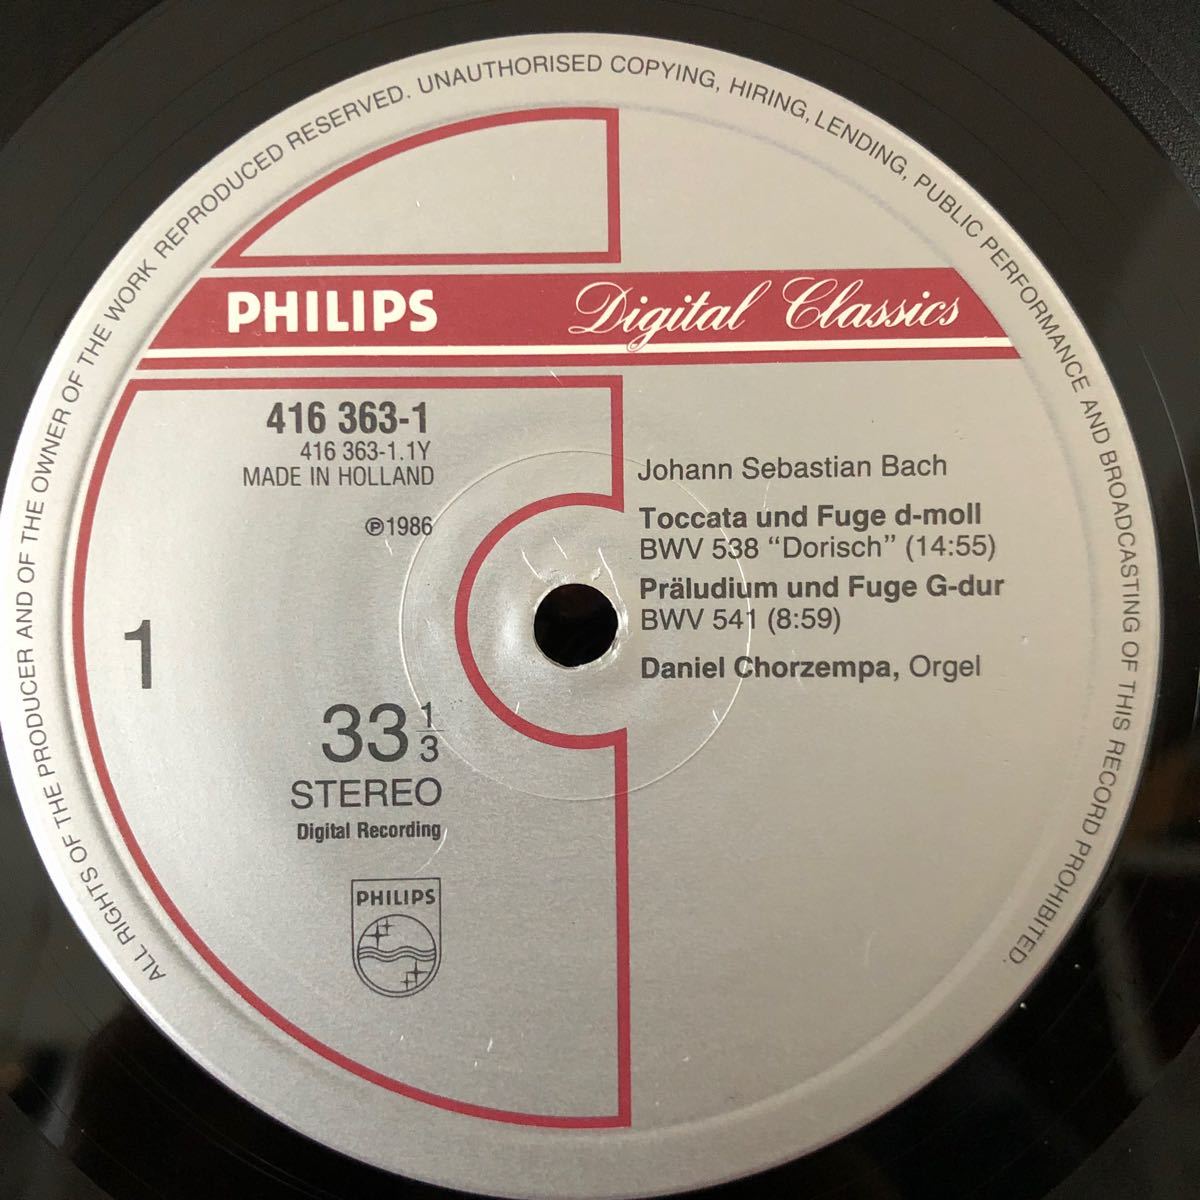 ALL RIGHTS OF THE PRODUCER AND OF THE OWNER OF THE WORK REPRODUCED RESERVED. UNAUTHORISED COPYING, HIRING, LENDING, PUBLIC PERFORMANCE AND BROADCASTING OF THIS RECORD PROHIBITED.
PHILIPS Digital Classics
416 363-1
416 363-1.1Y
MADE IN HOLLAND
℗1986
1
33 1/3
STEREO
Digital Recording
PHILIPS
Johann Sebastian Bach
Toccata und Fuge d-moll
BWV 538 “Dorisch” (14:55)
Präludium und Fuge G-dur
BWV 541 (8:59)
Daniel Chorzempa, Orgel